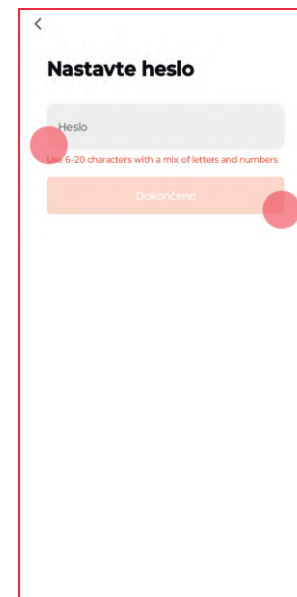 Nastavte heslo
Heslo
Use 6-20 characters with a mix of letters and numbers
Dokončeno